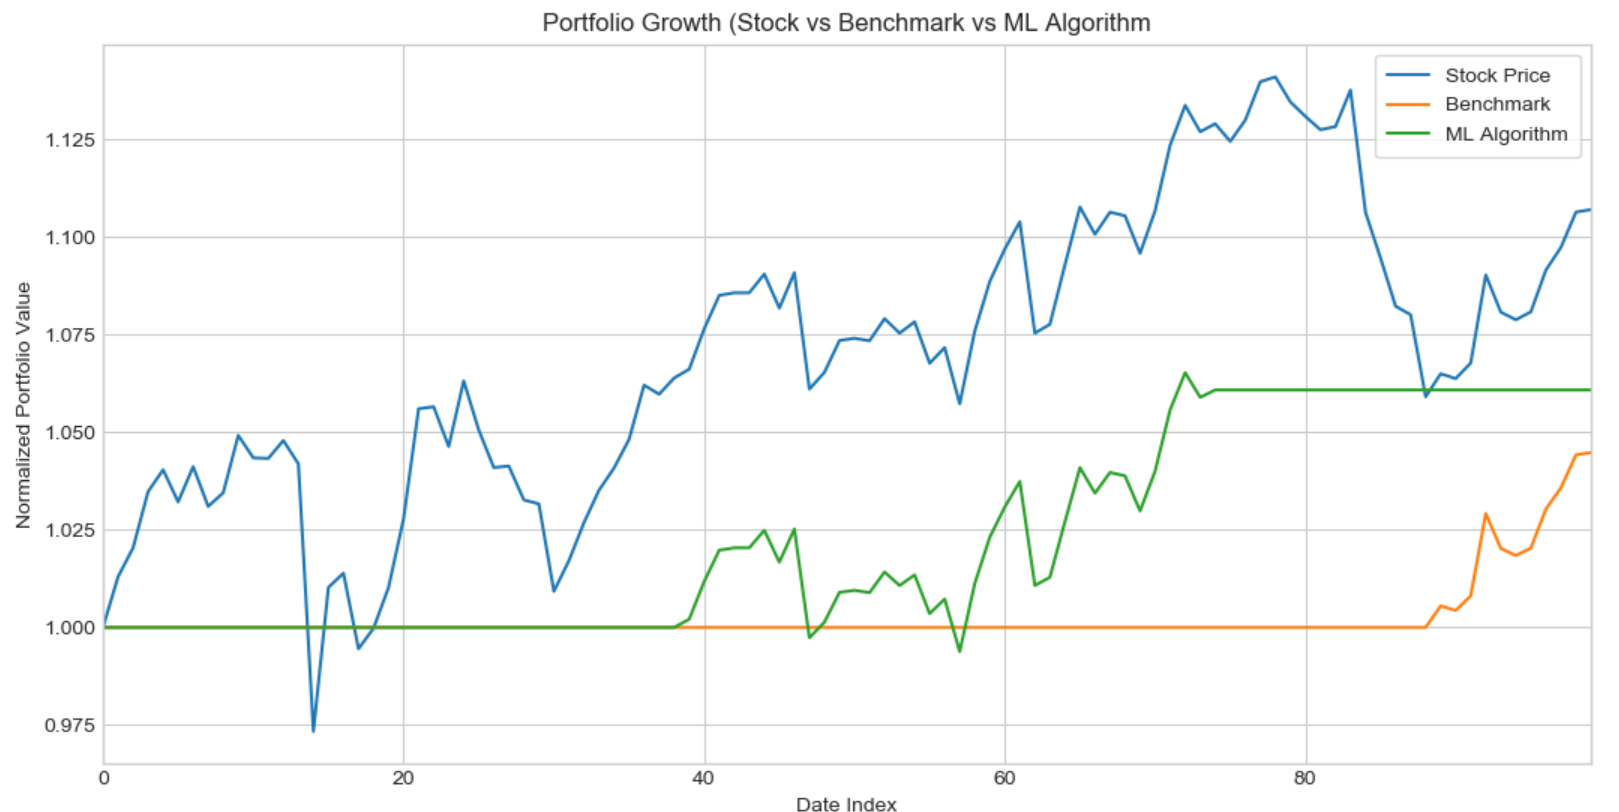 Portfolio Growth (Stock vs Benchmark vs ML Algorithm
Stock Price
Benchmark
ML Algorithm
Normalized Portfolio Value
1.125
1.100
1.075
1.050
1.025
1.000
0.975
0 20 40 60 80
Date Index